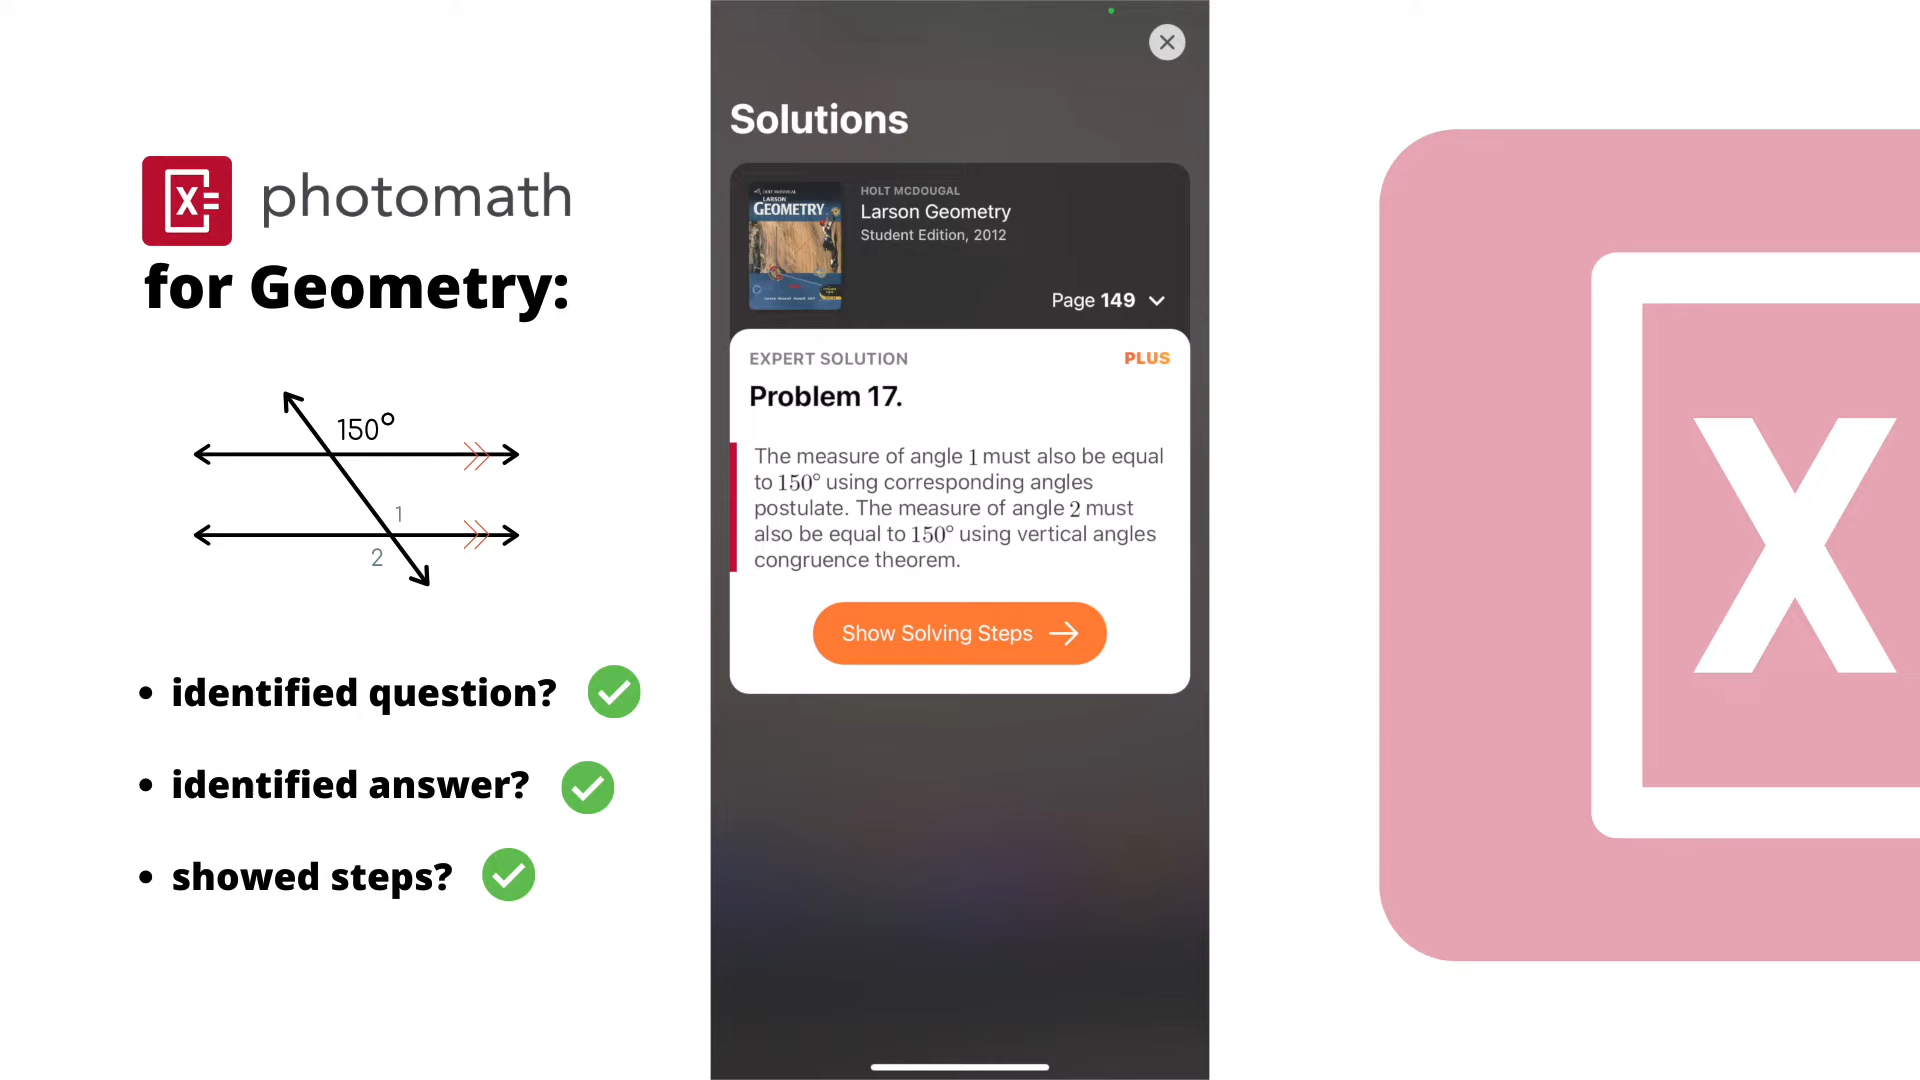 photomath
for Geometry:
150°
1
2
• identified question?
• identified answer?
• showed steps?
Solutions
HOLT McDOUGAL
LARSON
GEOMETRY
HOLT MCDOUGAL
Larson Geometry
Student Edition, 2012
Page 149
EXPERT SOLUTION
PLUS
Problem 17.
The measure of angle 1 must also be equal
to 150° using corresponding angles
postulate. The measure of angle 2 must
also be equal to 150° using vertical angles
congruence theorem.
Show Solving Steps
X